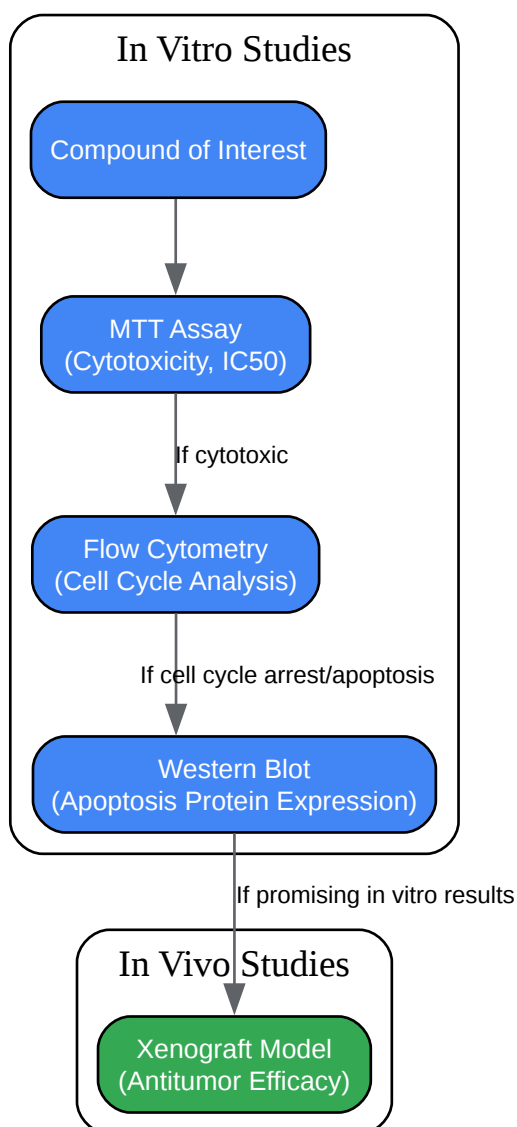 In Vitro Studies
Compound of Interest
MTT Assay
(Cytotoxicity, IC50)
If cytotoxic
Flow Cytometry
(Cell Cycle Analysis)
If cell cycle arrest/apoptosis
Western Blot
(Apoptosis Protein Expression)
If promising in vitro results
In Vivo Studies
Xenograft Model
(Antitumor Efficacy)